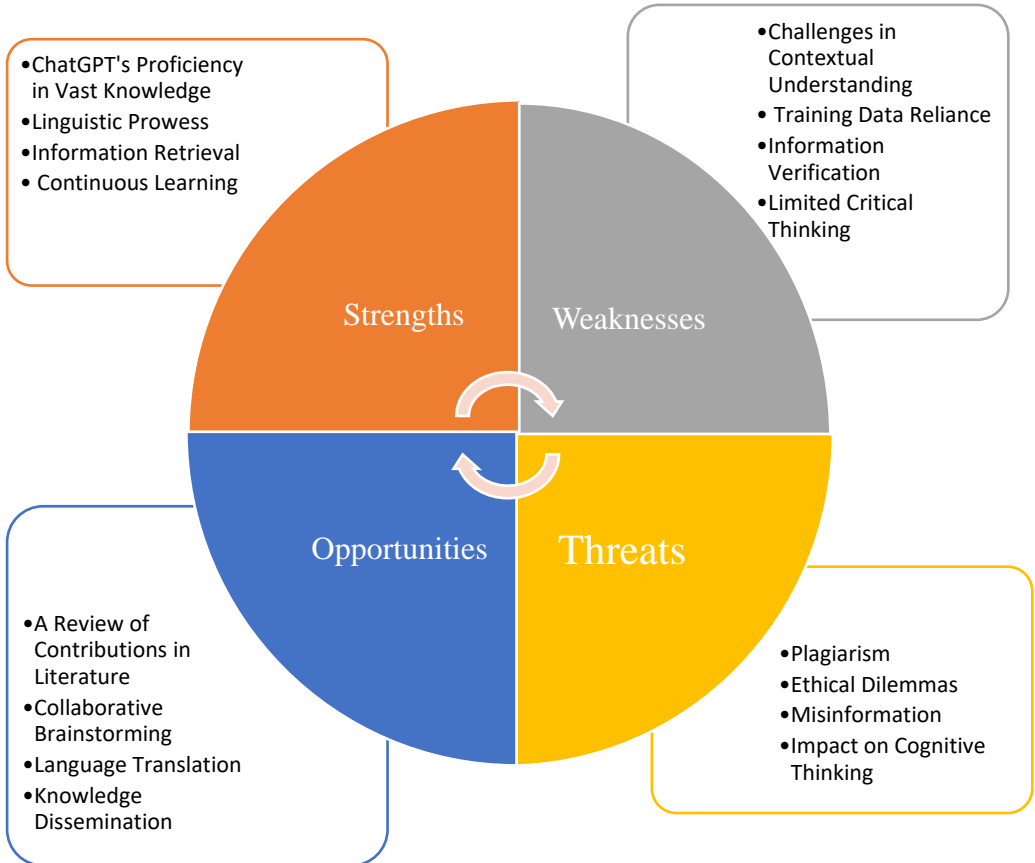 •ChatGPT's Proficiency
in Vast Knowledge
•Linguistic Prowess
•Information Retrieval
• Continuous Learning
•Challenges in
Contextual
Understanding
• Training Data Reliance
•Information
Verification
•Limited Critical
Thinking
Strengths
Weaknesses
Opportunities
Threats
•A Review of
Contributions in
Literature
•Collaborative
Brainstorming
•Language Translation
•Knowledge
Dissemination
•Plagiarism
•Ethical Dilemmas
•Misinformation
•Impact on Cognitive
Thinking